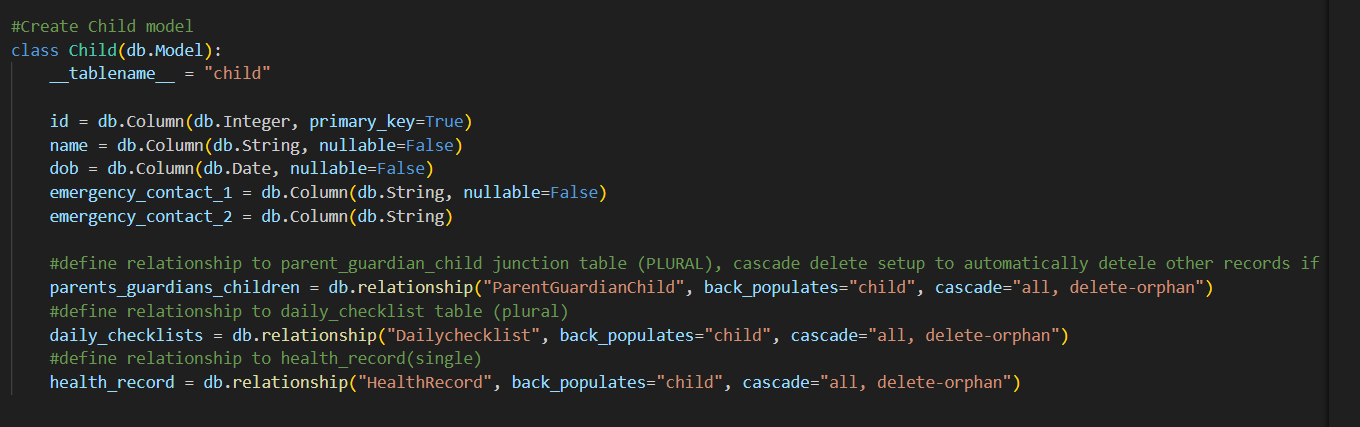 #Create Child model
class Child(db.Model):
    __tablename__ = "child"

    id = db.Column(db.Integer, primary_key=True)
    name = db.Column(db.String, nullable=False)
    dob = db.Column(db.Date, nullable=False)
    emergency_contact_1 = db.Column(db.String, nullable=False)
    emergency_contact_2 = db.Column(db.String)

    #define relationship to parent_guardian_child junction table (PLURAL), cascade delete setup to automatically detele other records if
    parents_guardians_children = db.relationship("ParentGuardianChild", back_populates="child", cascade="all, delete-orphan")
    #define relationship to daily_checklist table (plural)
    daily_checklists = db.relationship("Dailychecklist", back_populates="child", cascade="all, delete-orphan")
    #define relationship to health_record(single)
    health_record = db.relationship("HealthRecord", back_populates="child", cascade="all, delete-orphan")